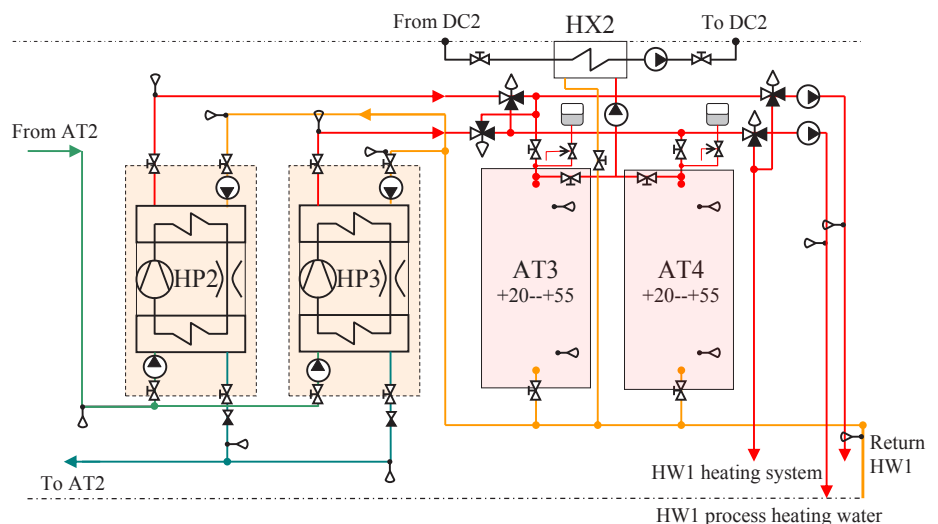 From DC2
HX2
To DC2
From AT2
HP2
HP3
AT3
+20--+55
AT4
+20--+55
Return
HW1
HW1 heating system
To AT2
HW1 process heating water